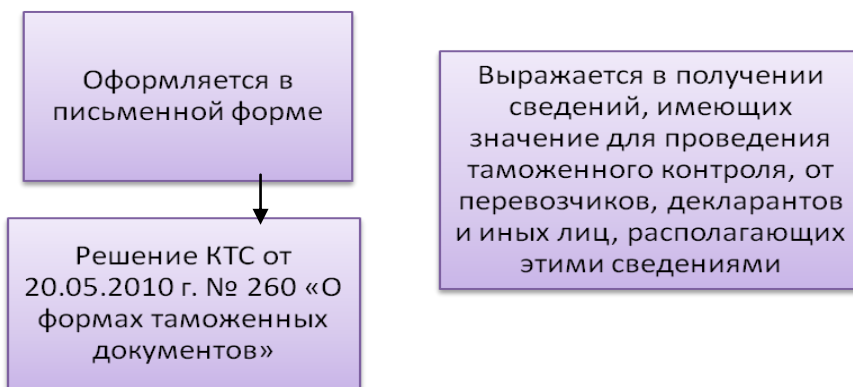 Оформляется в
письменной форме
Решение КТС от
20.05.2010 г. № 260 «О
формах таможенных
документов»
Выражается в получении
сведений, имеющих
значение для проведения
таможенного контроля, от
перевозчиков, декларантов
и иных лиц, располагающих
этими сведениями